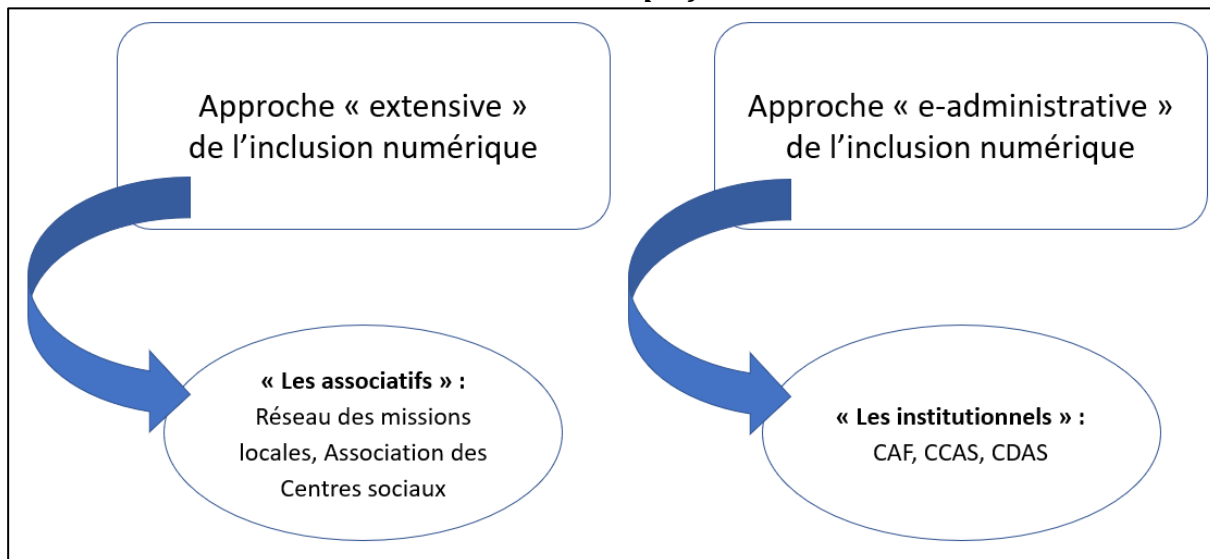 Approche « extensive »
de l'inclusion numérique
Approche « e-administrative »
de l'inclusion numérique
« Les associatifs » :
Réseau des missions
locales, Association des
Centres sociaux
« Les institutionnels » :
CAF, CCAS, CDAS